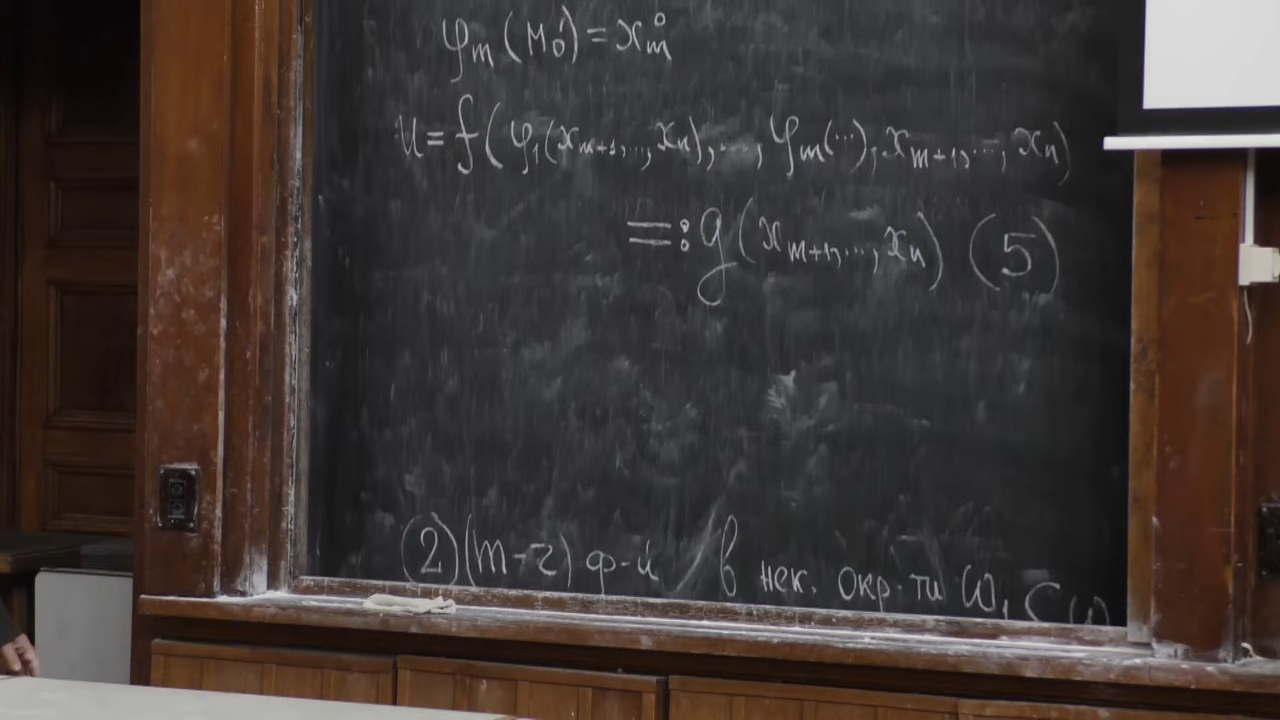 φₘ(M₀′) = xₘ⁰
u = f(φ₁(xₘ₊₁,...,xₙ),..., φₘ(...), xₘ₊₁,..., xₙ)
=: g(xₘ₊₁,..., xₙ) (5)
② (m-r) ф-й в нек. окр-ти ω₁ ⊂ ω